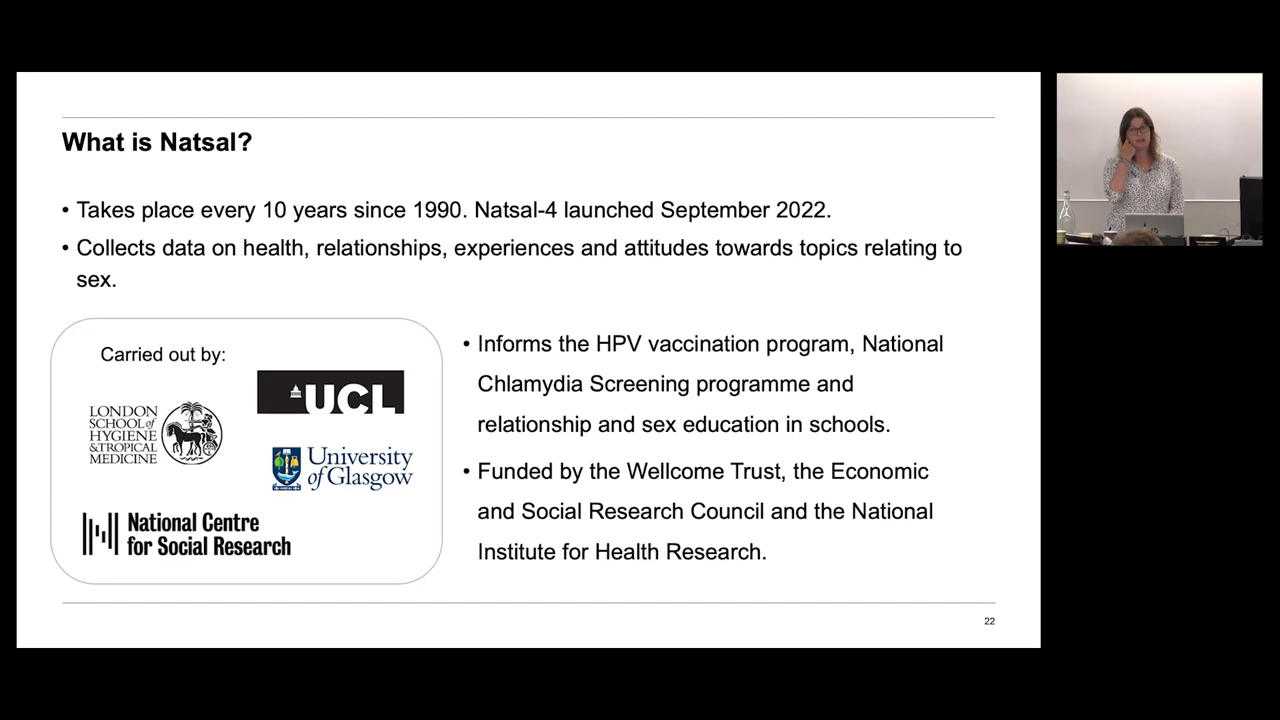 What is Natsal?
• Takes place every 10 years since 1990. Natsal-4 launched September 2022.
• Collects data on health, relationships, experiences and attitudes towards topics relating to
sex.
Carried out by:
UCL
LONDON
SCHOOL of
HYGIENE
& TROPICAL
MEDICINE
University
of Glasgow
National Centre
for Social Research
• Informs the HPV vaccination program, National
Chlamydia Screening programme and
relationship and sex education in schools.
• Funded by the Wellcome Trust, the Economic
and Social Research Council and the National
Institute for Health Research.
22